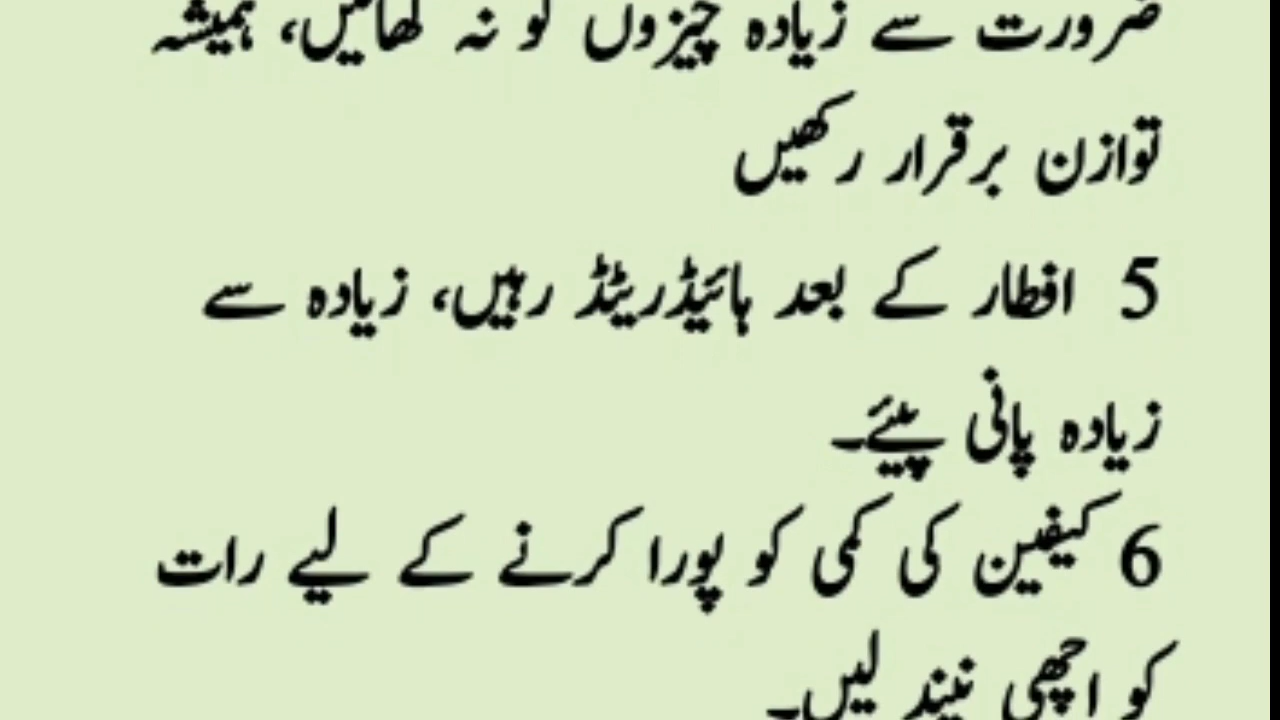 ضرورت سے زیادہ چیزوں کو نہ کھائیں، ہمیشہ
توازن برقرار رکھیں
5 افطار کے بعد ہائیڈریٹڈ رہیں، زیادہ سے
زیادہ پانی پیئے۔
6 کیفین کی کمی کو پورا کرنے کے لیے رات
کو اچھی نیند لیں۔